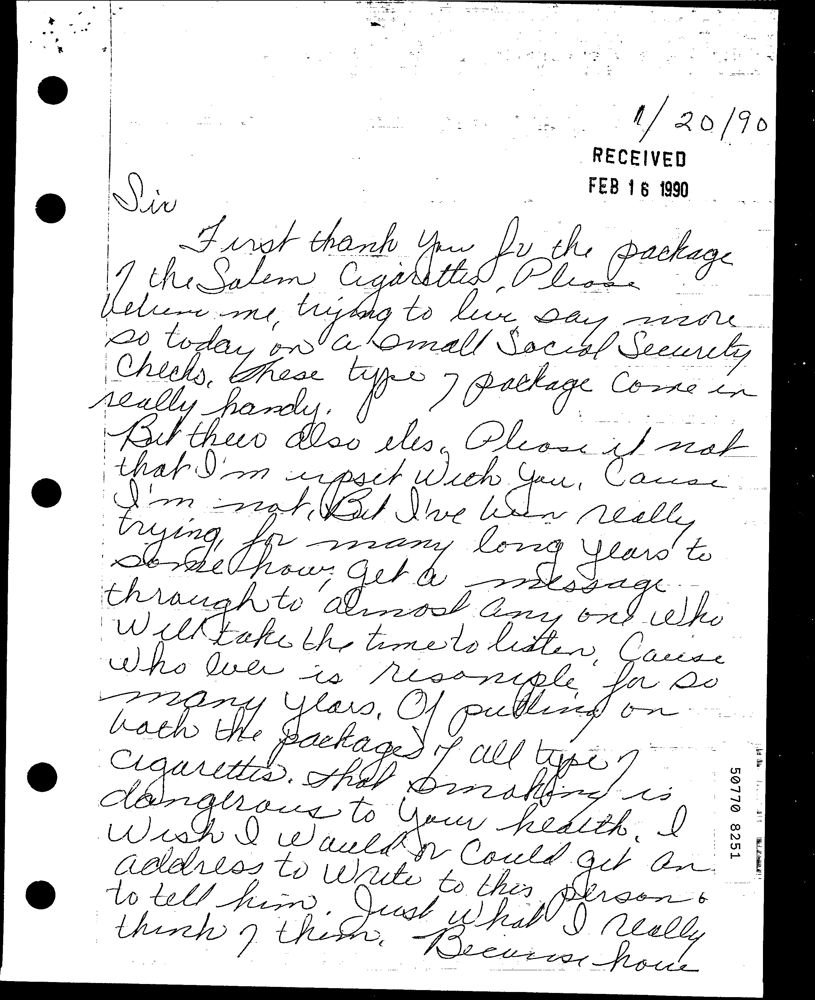 1/20/90
RECEIVED
FEB 16 1990
Sir
First thank you for the package
of the Salem Cigarettes, Please
believe me, trying to live say more
so today on a small Social Security
Checks, these type of package Come in
really handy.
But thers also eles, Please it not
that I'm upset with you, Cause
I'm not, But I've been really
trying, for many long years to
some how, get a message
through to almost any one who
will take the time to listen, Cause
who ever is resonsiple for so
many years, Of putting on
both the packages of all type of
Cigarettes. that smoking is
dangerous to your health. I
wish I would or Could get an
address to write to this person &
to tell him. Just what I really
think of them. Because how
50770 8251